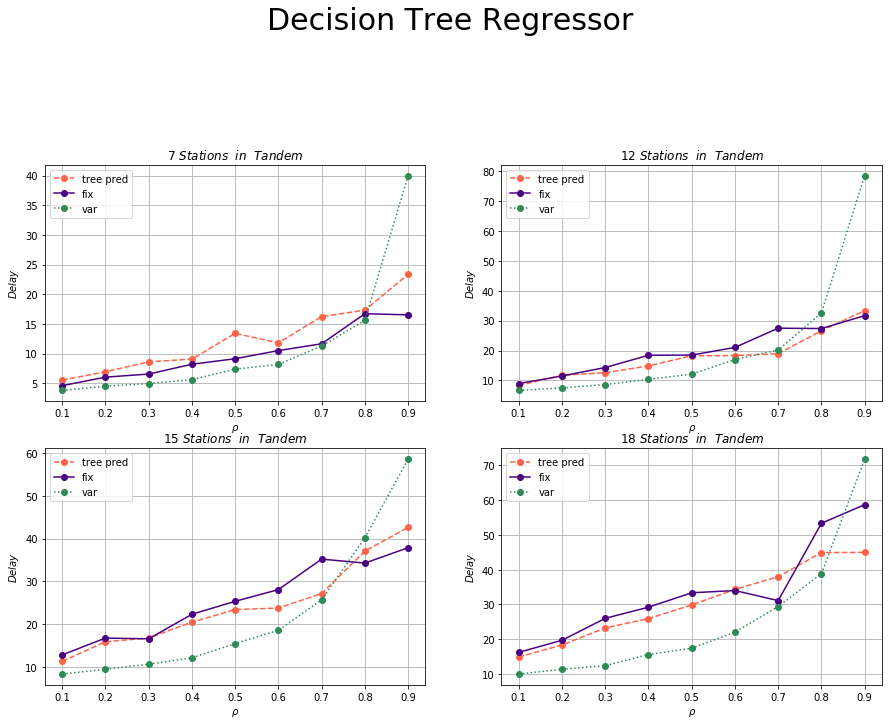 Decision Tree Regressor
7 Stations in Tandem
40
35
30
25
20
15
10
5
Delay
tree pred
fix
var
0.1 0.2 0.3 0.4 0.5 0.6 0.7 0.8 0.9
ρ
12 Stations in Tandem
80
70
60
50
40
30
20
10
Delay
tree pred
fix
var
0.1 0.2 0.3 0.4 0.5 0.6 0.7 0.8 0.9
ρ
15 Stations in Tandem
60
50
40
30
20
10
Delay
tree pred
fix
var
0.1 0.2 0.3 0.4 0.5 0.6 0.7 0.8 0.9
ρ
18 Stations in Tandem
70
60
50
40
30
20
10
Delay
tree pred
fix
var
0.1 0.2 0.3 0.4 0.5 0.6 0.7 0.8 0.9
ρ